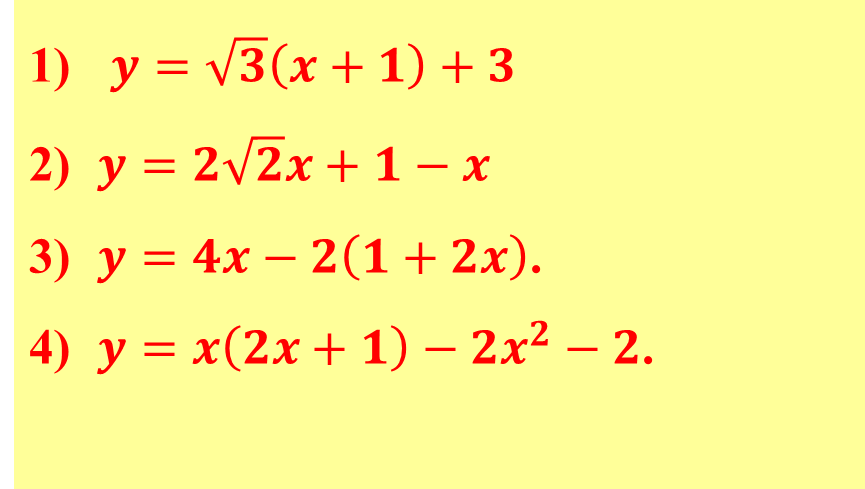 1) y = √3(x + 1) + 3
2) y = 2√2x + 1 − x
3) y = 4x − 2(1 + 2x).
4) y = x(2x + 1) − 2x² − 2.